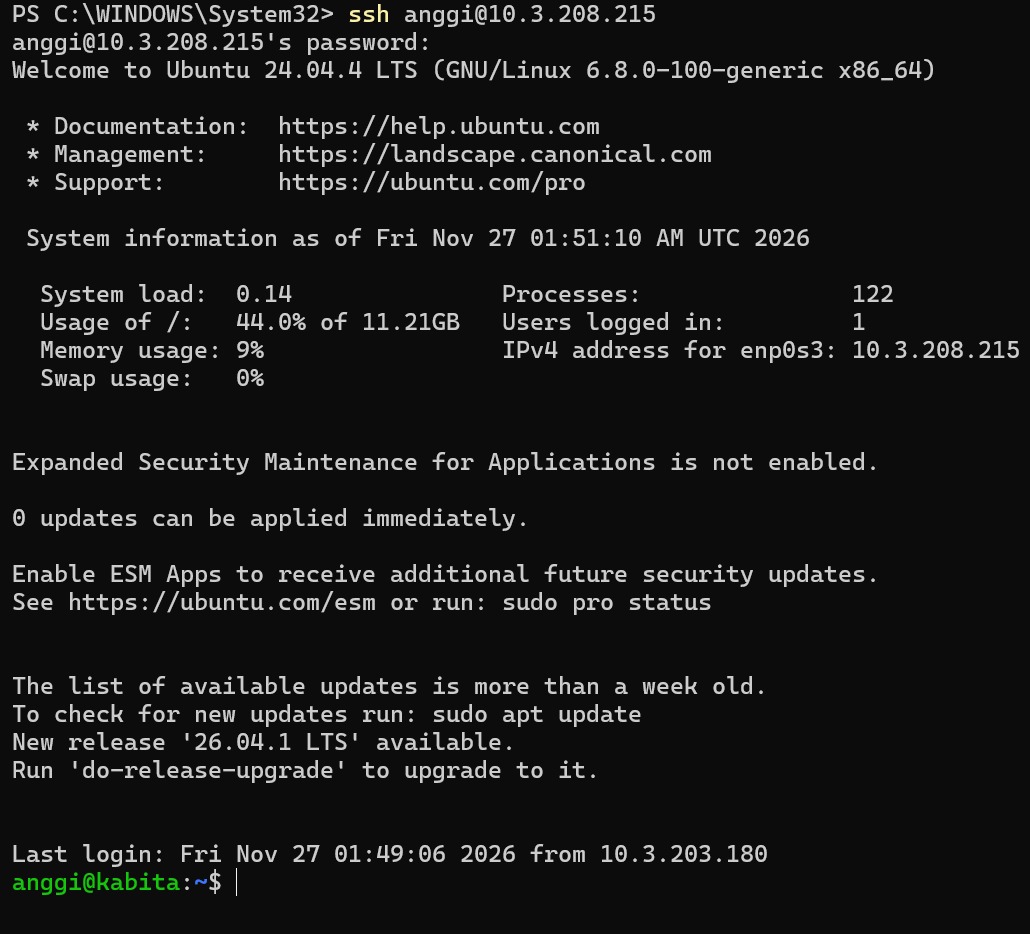 PS C:\WINDOWS\System32> ssh anggi@10.3.208.215
anggi@10.3.208.215's password:
Welcome to Ubuntu 24.04.4 LTS (GNU/Linux 6.8.0-100-generic x86_64)
* Documentation:  https://help.ubuntu.com
* Management:     https://landscape.canonical.com
* Support:        https://ubuntu.com/pro
System information as of Fri Nov 27 01:51:10 AM UTC 2026
System load:  0.14               Processes:               122
Usage of /:   44.0% of 11.21GB   Users logged in:         1
Memory usage: 9%                 IPv4 address for enp0s3: 10.3.208.215
Swap usage:   0%
Expanded Security Maintenance for Applications is not enabled.
0 updates can be applied immediately.
Enable ESM Apps to receive additional future security updates.
See https://ubuntu.com/esm or run: sudo pro status
The list of available updates is more than a week old.
To check for new updates run: sudo apt update
New release '26.04.1 LTS' available.
Run 'do-release-upgrade' to upgrade to it.
Last login: Fri Nov 27 01:49:06 2026 from 10.3.203.180
anggi@kabita:~$